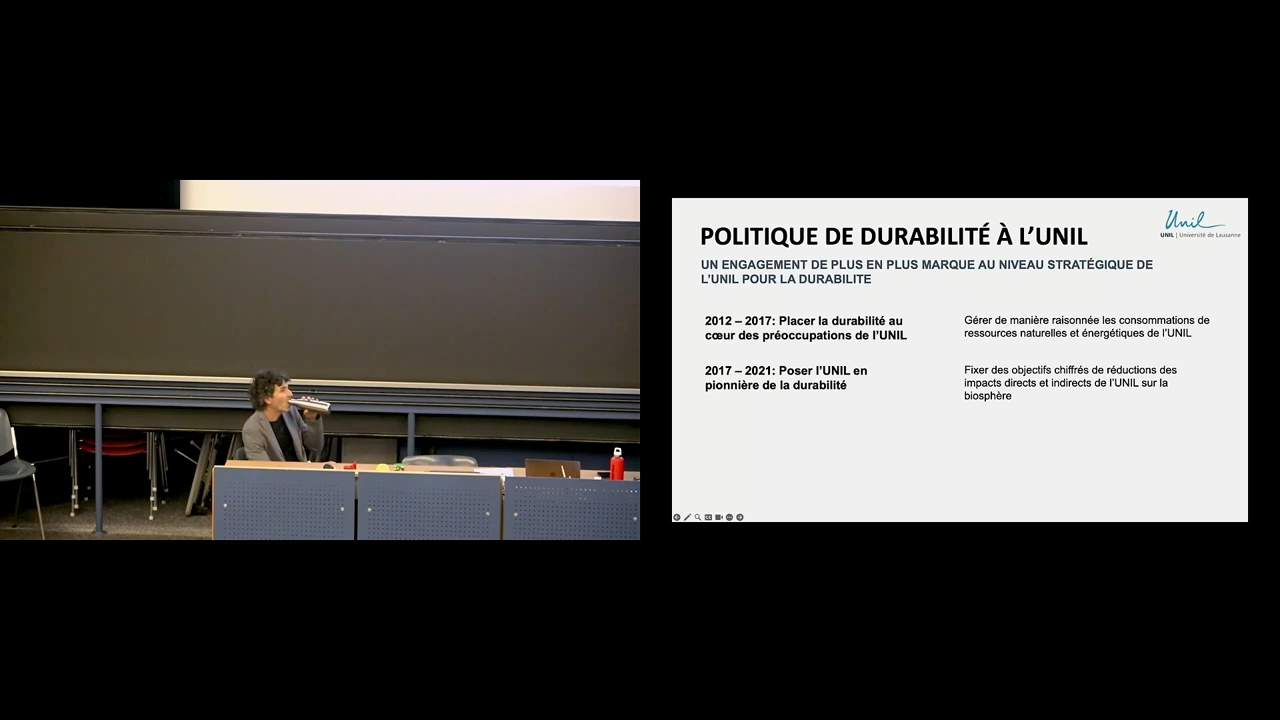 Unil
UNIL | Université de Lausanne
POLITIQUE DE DURABILITÉ À L’UNIL
UN ENGAGEMENT DE PLUS EN PLUS MARQUE AU NIVEAU STRATÉGIQUE DE
L’UNIL POUR LA DURABILITE
2012 – 2017: Placer la durabilité au
cœur des préoccupations de l’UNIL
Gérer de manière raisonnée les consommations de
ressources naturelles et énergétiques de l’UNIL
2017 – 2021: Poser l’UNIL en
pionnière de la durabilité
Fixer des objectifs chiffrés de réductions des
impacts directs et indirects de l’UNIL sur la
biosphère